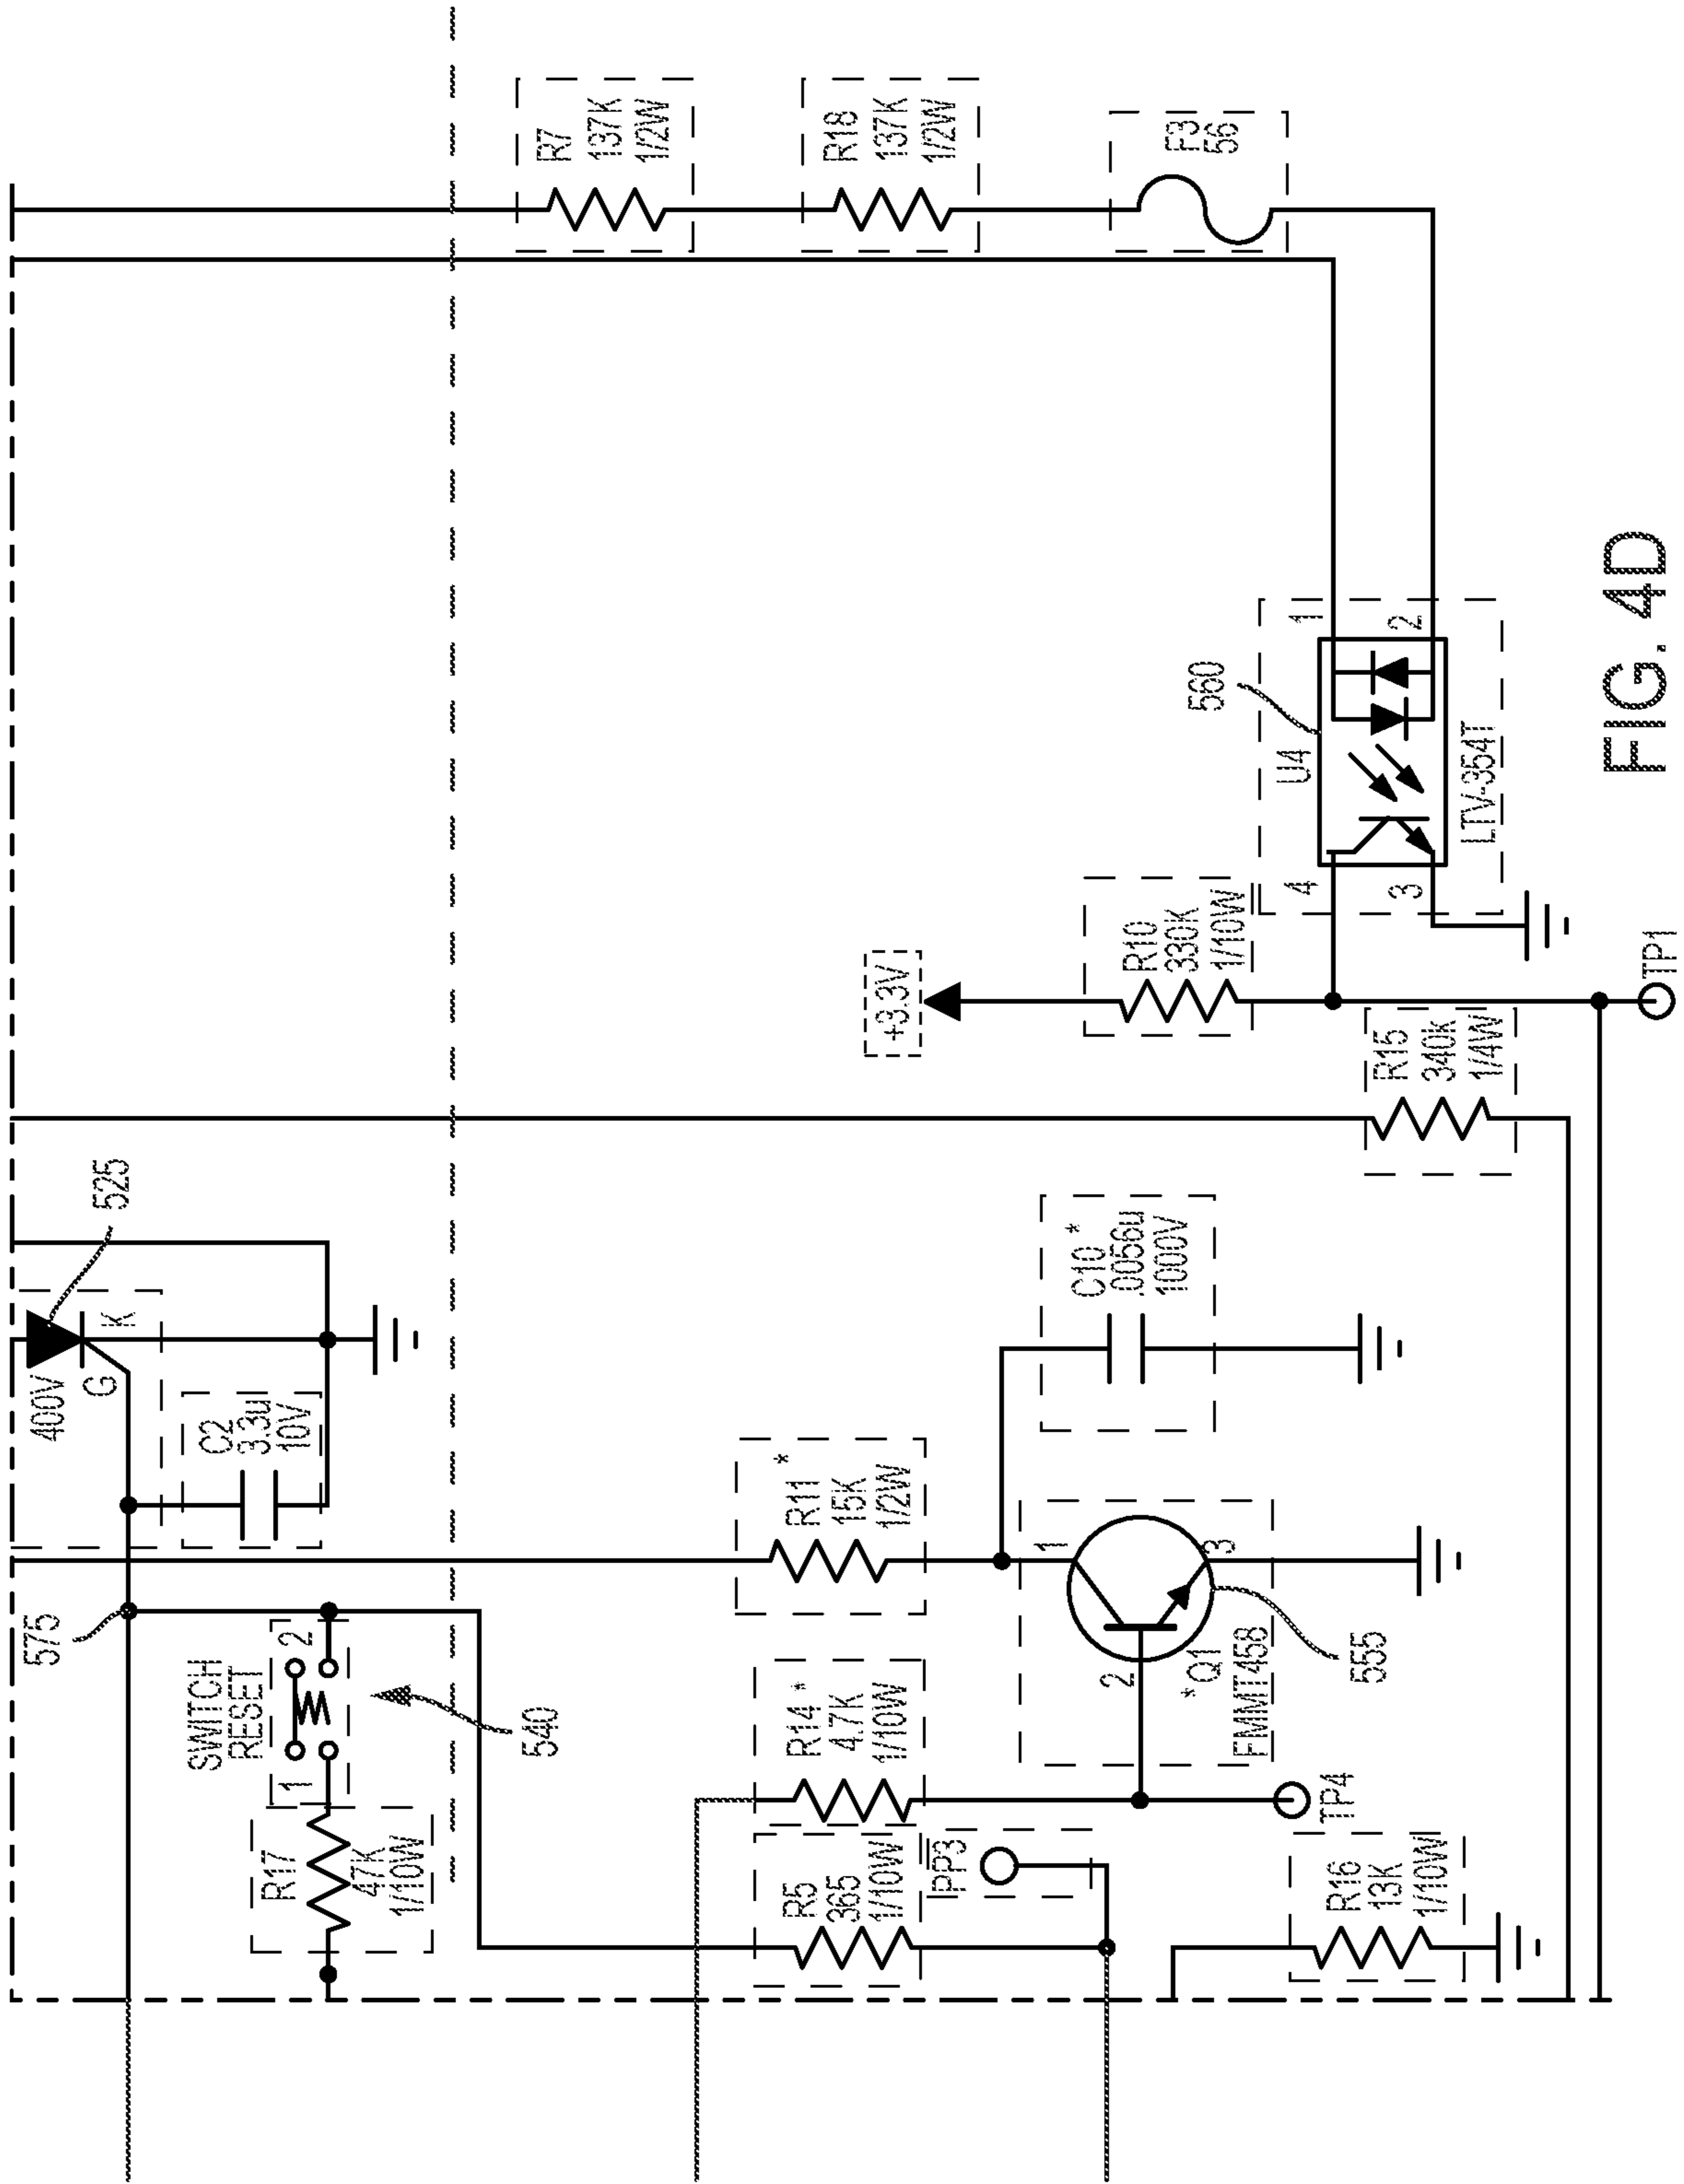 400V
G
K
525
C2
3.3u
10V
575
SWITCH
RESET
1
2
540
R17
47K
1/10W
R7
137K
1/2W
R18
137K
1/2W
F3
56
R11 *
15K
1/2W
R14 *
4.7K
1/10W
R5
365
1/10W
PP3
C10 *
.0056u
1000V
1
2
3
*Q1
FMMT458
555
TP4
R16
13K
1/10W
+3.3V
R10
330K
1/10W
R15
340k
1/4W
560
U4
1
2
4
3
LTV-354T
TP1
FIG. 4D